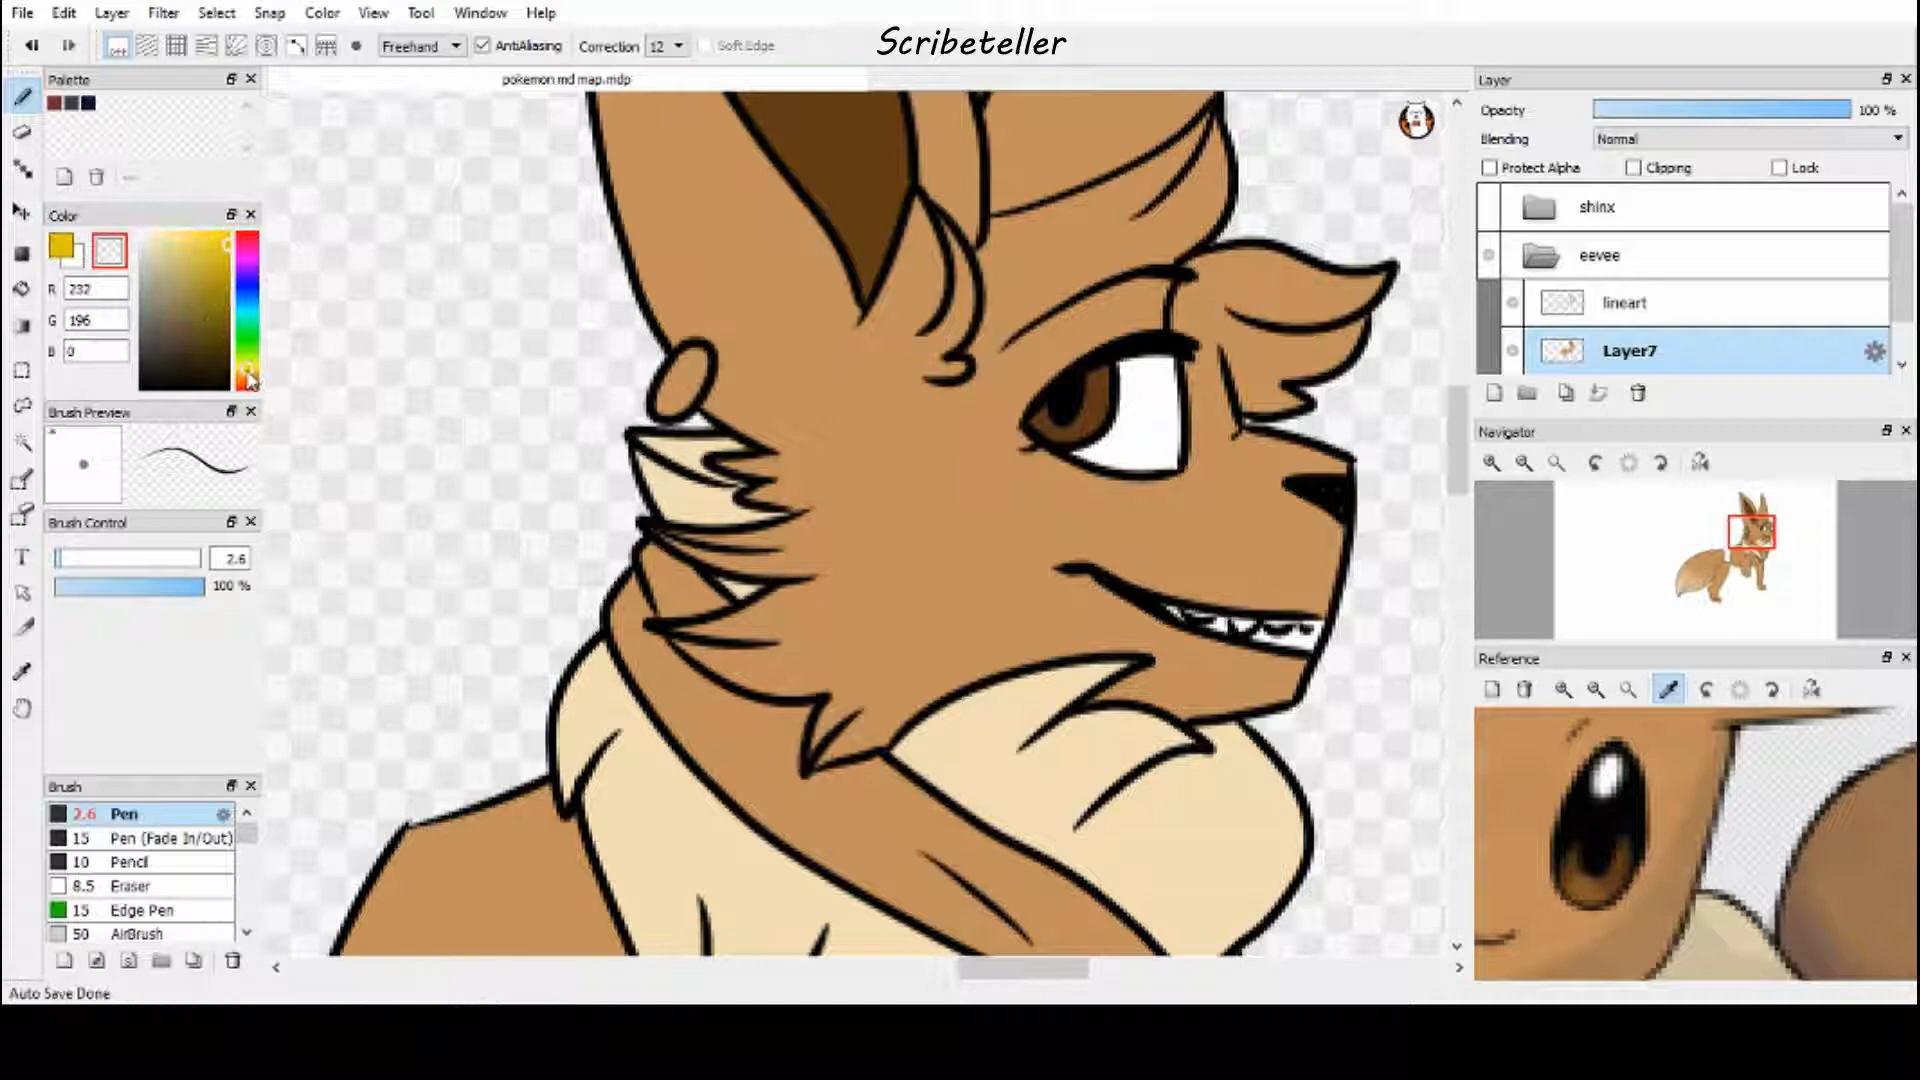 File Edit Layer Filter Select Snap Color View Tool Window Help
OFF Freehand AntiAliasing Correction 12 Soft Edge
Scribeteller
Palette
pokemon md map.mdp
Layer
Opacity 100 %
Blending Normal
Protect Alpha Clipping Lock
shinx
eevee
lineart
Layer7
Color
R 232
G 196
B 0
Brush Preview
Brush Control
2.6
100 %
Navigator
Reference
Brush
2.6 Pen
15 Pen (Fade In/Out)
10 Pencil
8.5 Eraser
15 Edge Pen
50 AirBrush
Auto Save Done